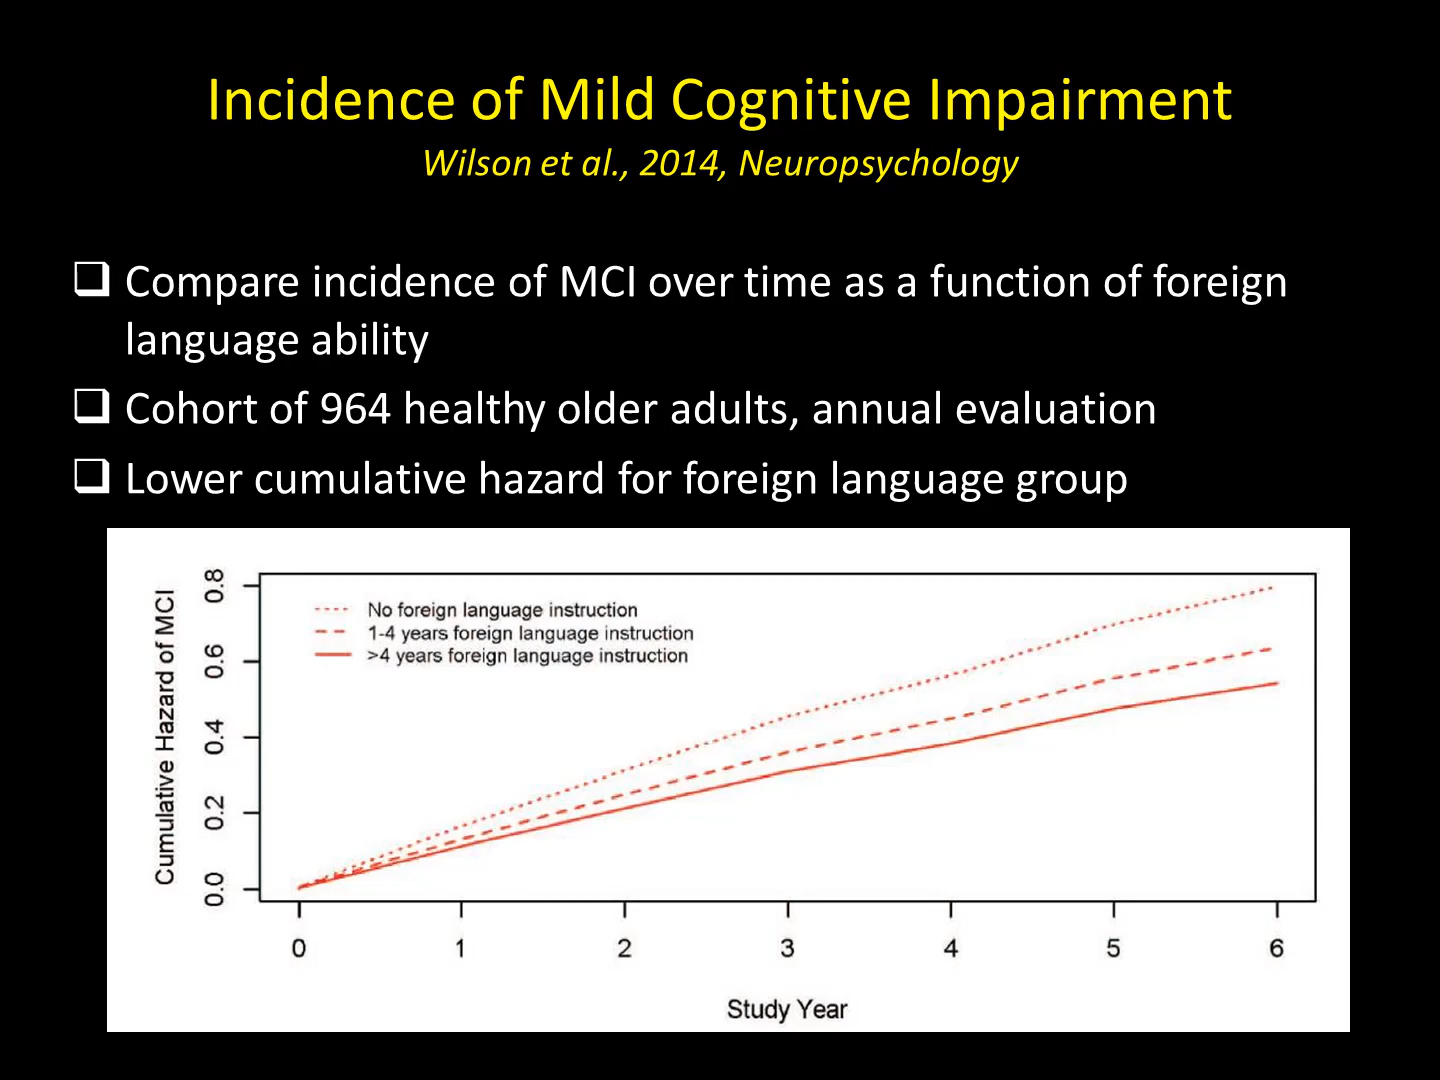 Incidence of Mild Cognitive Impairment
Wilson et al., 2014, Neuropsychology
Compare incidence of MCI over time as a function of foreign
language ability
Cohort of 964 healthy older adults, annual evaluation
Lower cumulative hazard for foreign language group
Cumulative Hazard of MCI
0.8
0.6
0.4
0.2
0.0
No foreign language instruction
1-4 years foreign language instruction
>4 years foreign language instruction
0 1 2 3 4 5 6
Study Year